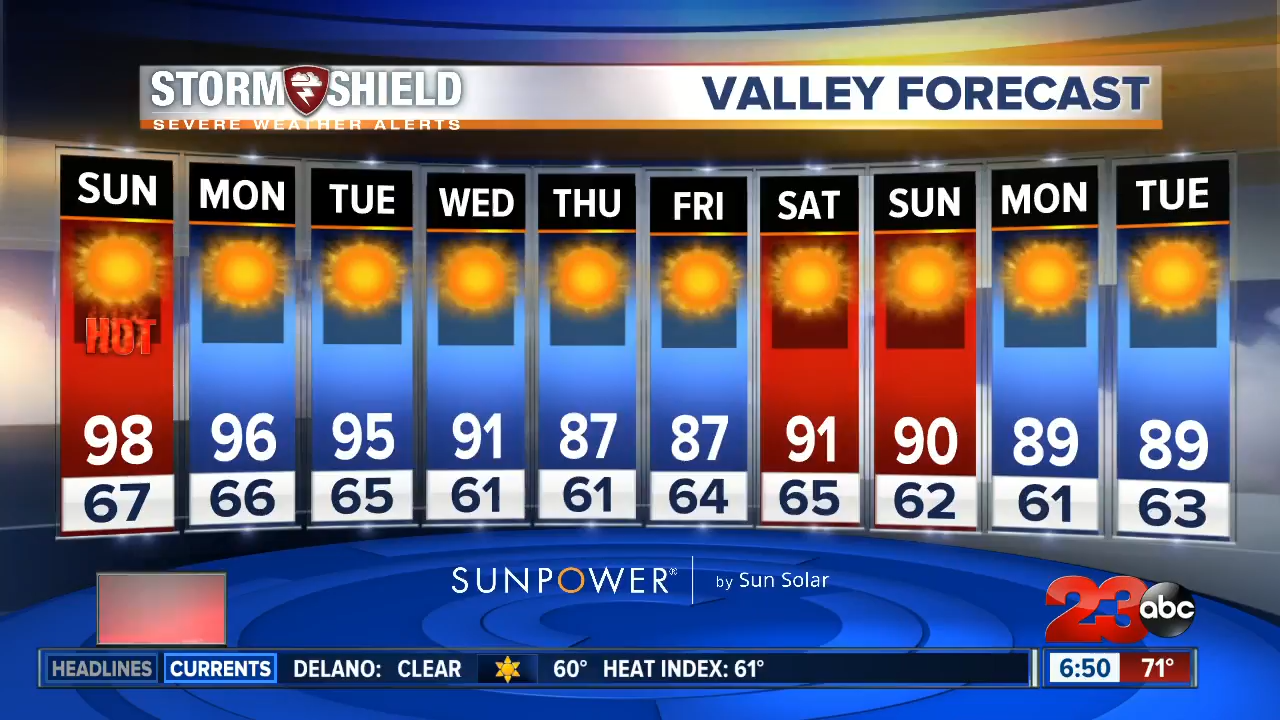 STORM SHIELD
SEVERE WEATHER ALERTS
VALLEY FORECAST
SUN MON TUE WED THU FRI SAT SUN MON TUE
HOT
98 96 95 91 87 87 91 90 89 89
67 66 65 61 61 64 65 62 61 63
SUNPOWER® by Sun Solar
23 abc
HEADLINES CURRENTS DELANO: CLEAR 60° HEAT INDEX: 61° 6:50 71°